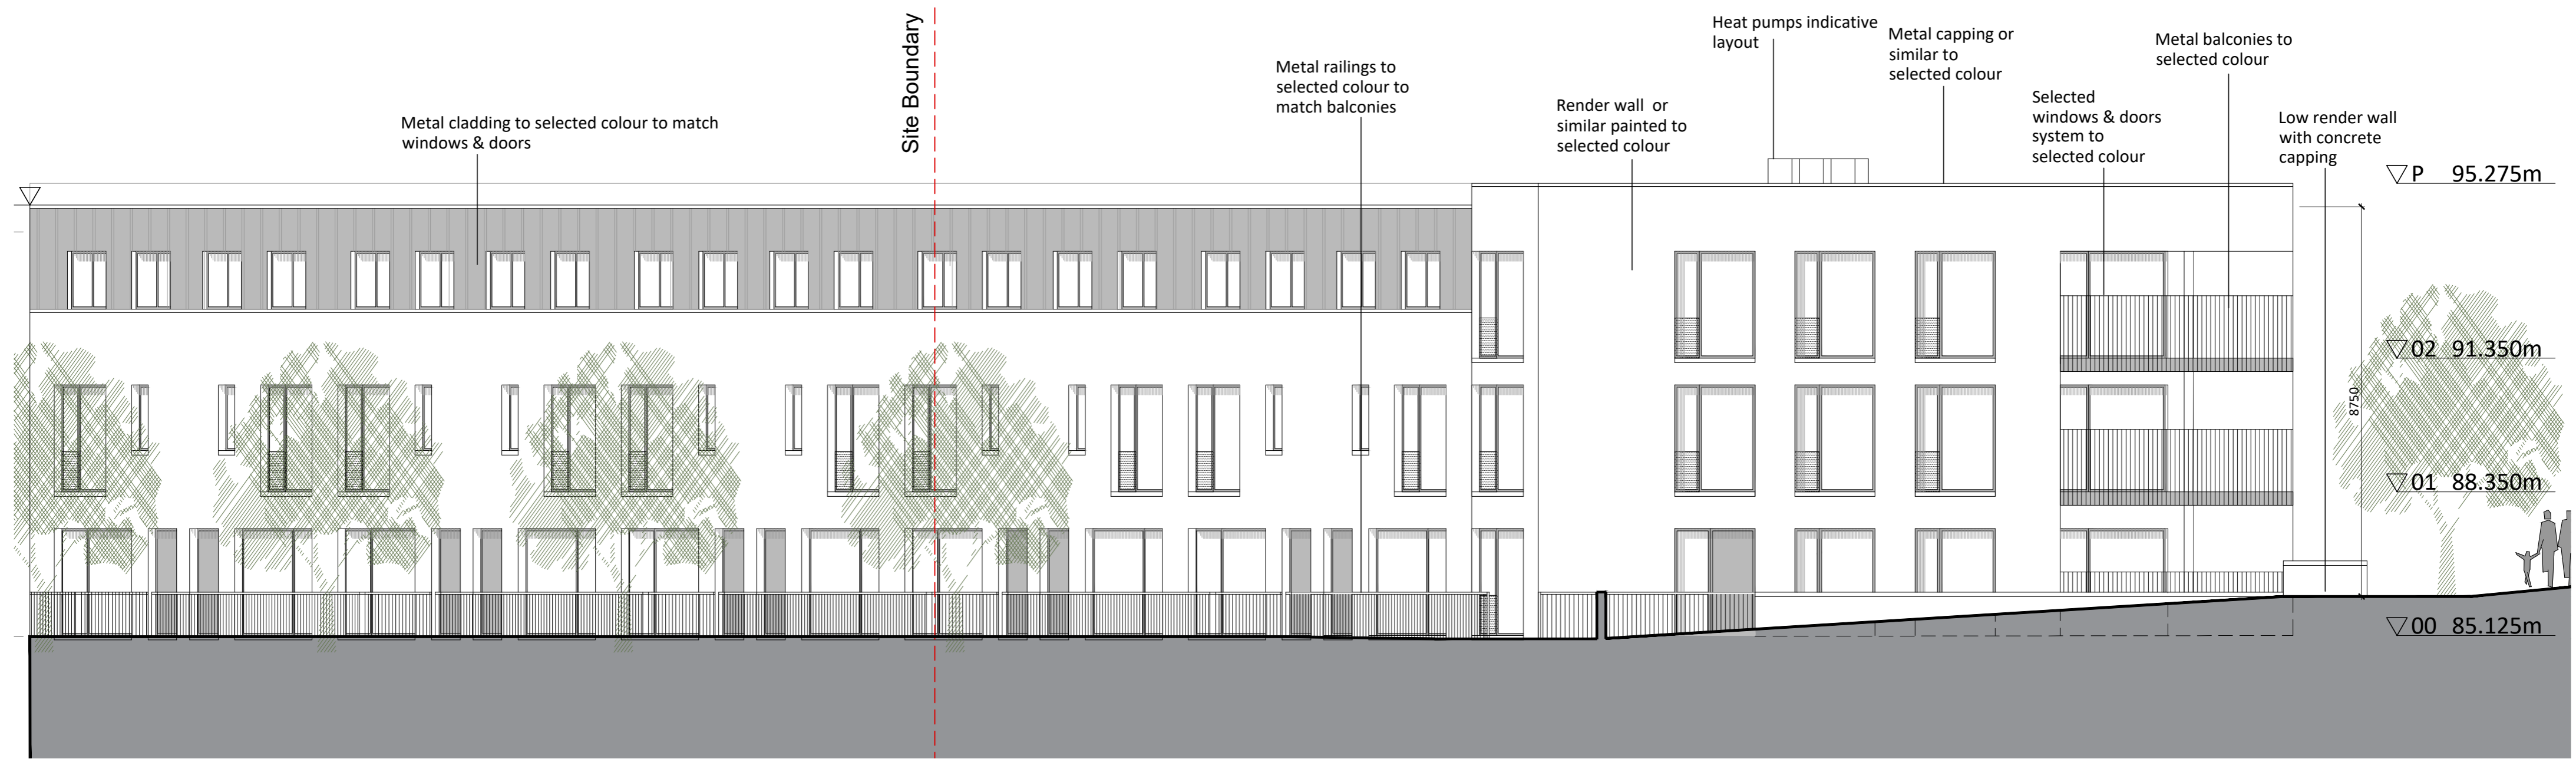 Site Boundary
Metal cladding to selected colour to match
windows & doors
Metal railings to
selected colour to
match balconies
Render wall or
similar painted to
selected colour
Heat pumps indicative
layout
Metal capping or
similar to
selected colour
Selected
windows & doors
system to
selected colour
Metal balconies to
selected colour
Low render wall
with concrete
capping
P 95.275m
02 91.350m
8750
01 88.350m
00 85.125m